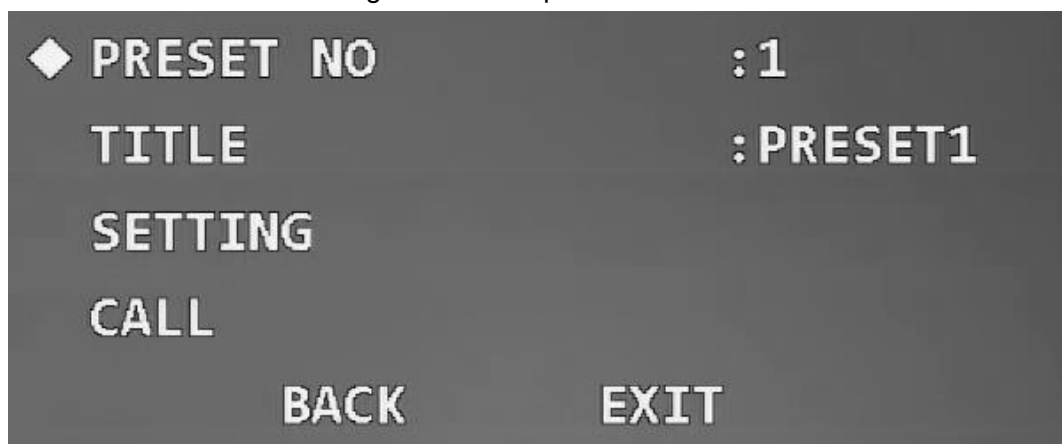 PRESET NO :1
TITLE :PRESET1
SETTING
CALL
BACK EXIT